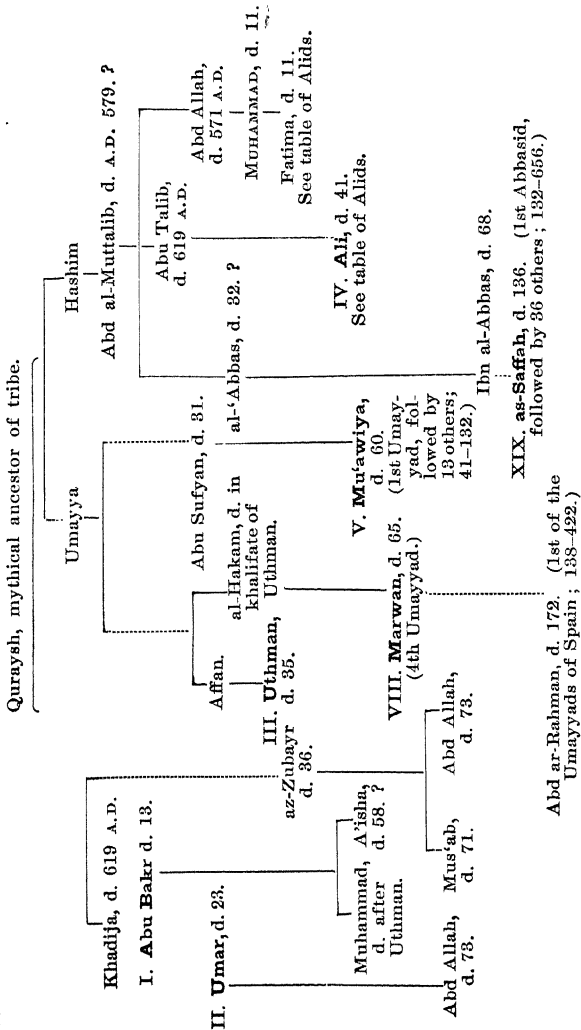 Quraysh, mythical ancestor of tribe.
Khadija, d. 619 A.D.
I. Abu Bakr d. 13.
II. Umar, d. 23.
Umayya
Hashim
Abd al-Muttalib, d. A.D. 579. ?
Affan.
al-Hakam, d. in
khalifate of
Uthman.
Abu Sufyan, d. 31.
al-‘Abbas, d. 32. ?
Abu Talib,
d. 619 A.D.
Abd Allah,
d. 571 A.D.
MUHAMMAD, d. 11.
Fatima, d. 11.
See table of Alids.
III. Uthman,
d. 35.
az-Zubayr
d. 36.
IV. Ali, d. 41.
See table of Alids.
Muhammad,
d. after
Uthman.
A’isha,
d. 58. ?
VIII. Marwan, d. 65.
(4th Umayyad.)
V. Mu‘awiya,
d. 60.
(1st Umay-
yad, fol-
lowed by
13 others;
41–132.)
Ibn al-Abbas, d. 68.
Abd Allah,
d. 73.
Mus‘ab,
d. 71.
Abd Allah,
d. 73.
XIX. as-Saffah, d. 136. (1st Abbasid,
followed by 36 others; 132–656.)
Abd ar-Rahman, d. 172. (1st of the
Umayyads of Spain; 138–422.)